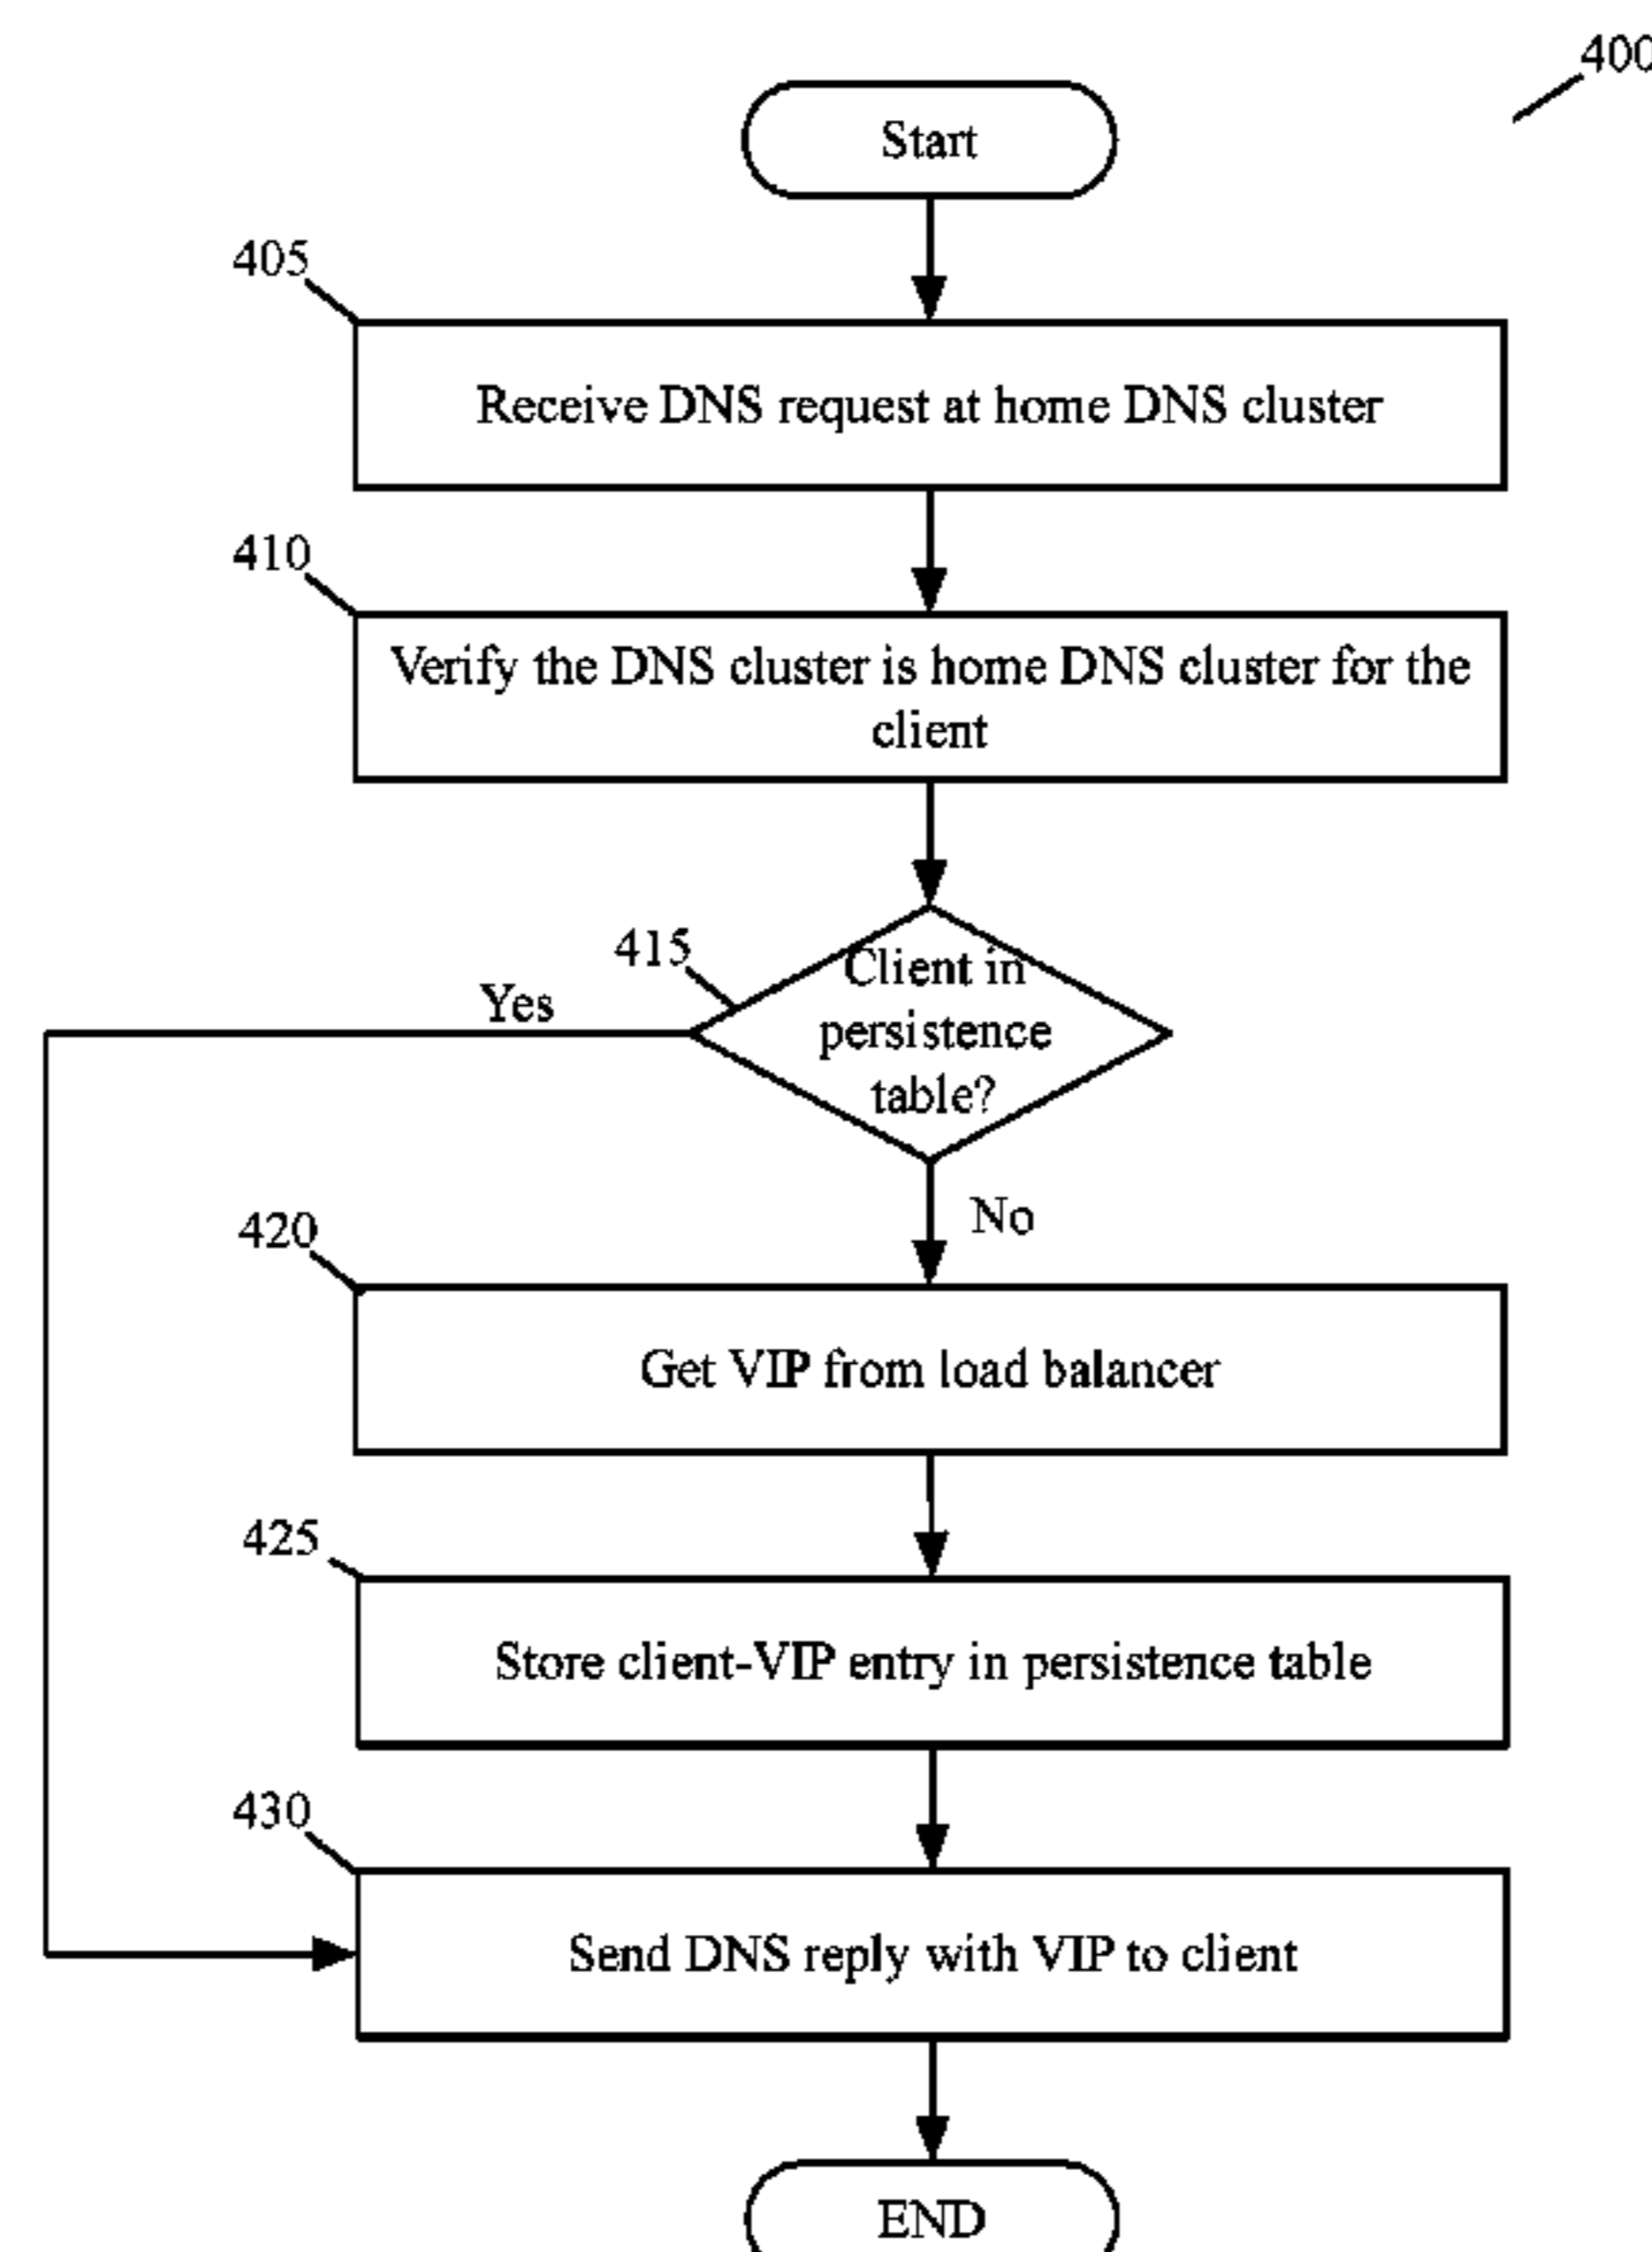 400
Start
405
Receive DNS request at home DNS cluster
410
Verify the DNS cluster is home DNS cluster for the
client
415
Client in
persistence
table?
Yes
No
420
Get VIP from load balancer
425
Store client-VIP entry in persistence table
430
Send DNS reply with VIP to client
END